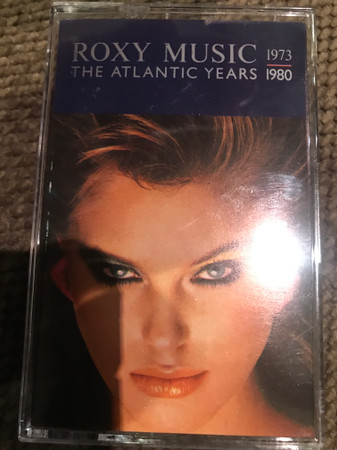 ROXY MUSIC 1973
THE ATLANTIC YEARS 1980